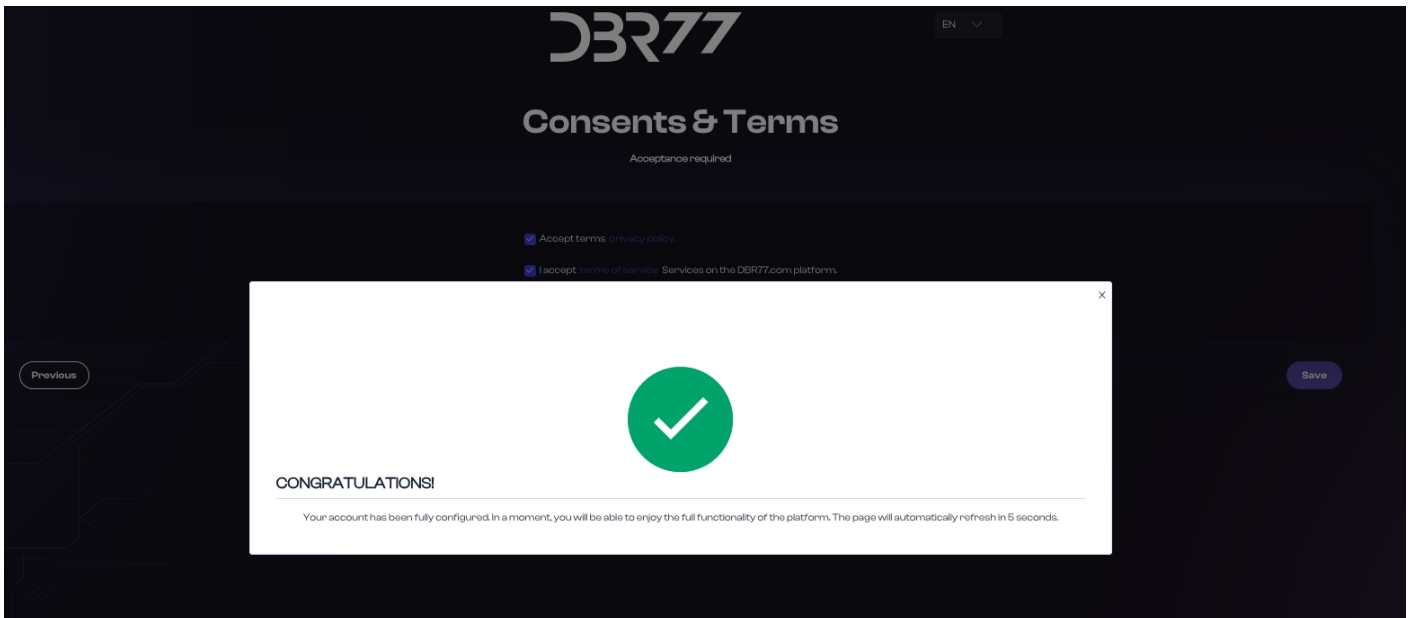 DBR77
EN
Consents & Terms
Acceptance required
Accept terms privacy policy.
I accept terms of service Services on the DBR77.com platform.
X
Previous
Save
CONGRATULATIONS!
Your account has been fully configured. In a moment, you will be able to enjoy the full functionality of the platform. The page will automatically refresh in 5 seconds.